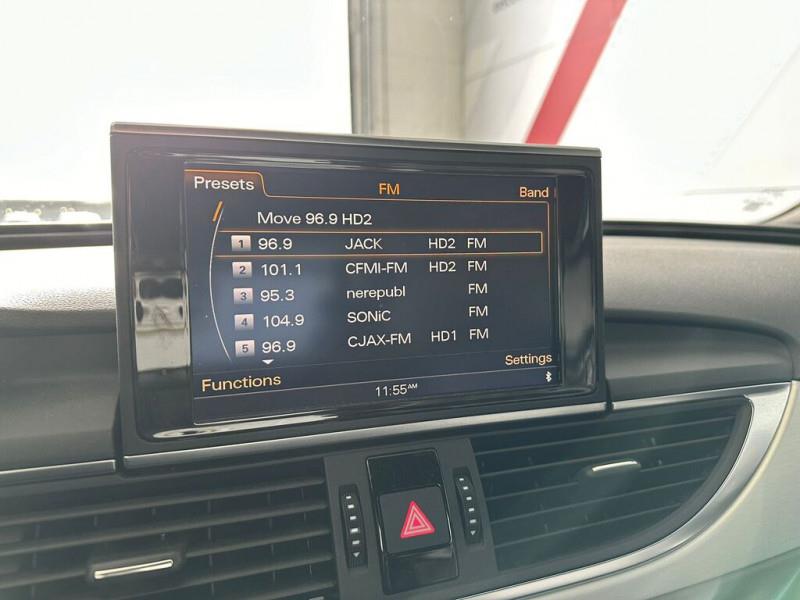 Presets FM Band
Move 96.9 HD2
1 96.9 JACK HD2 FM
2 101.1 CFMI-FM HD2 FM
3 95.3 nerepubl FM
4 104.9 SONiC FM
5 96.9 CJAX-FM HD1 FM
Settings
Functions
11:55AM